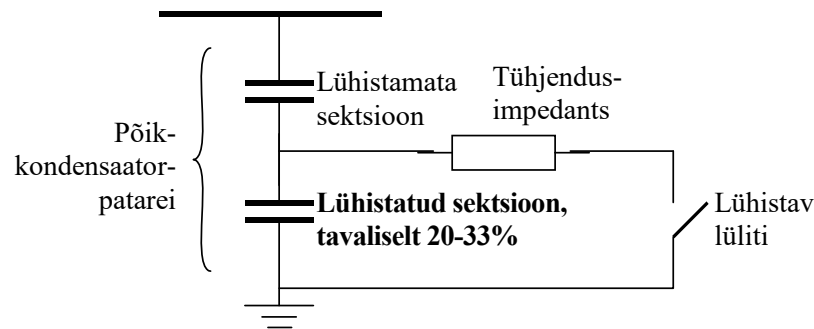 Põik-
kondensaator-
patarei
Lühistamata
sektsioon
Tühjendus-
impedants
Lühistatud sektsioon,
tavaliselt 20-33%
Lühistav
lüliti